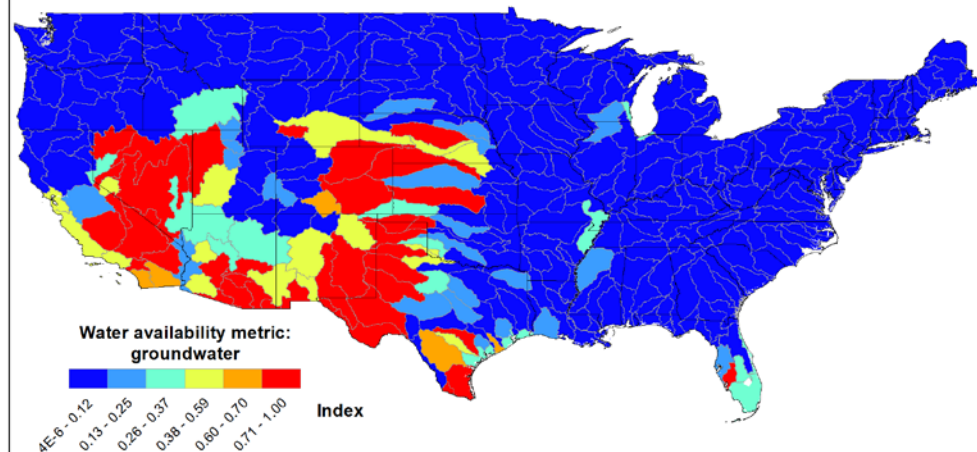 Water availability metric:
groundwater
4E-6 - 0.12
0.13 - 0.25
0.26 - 0.37
0.38 - 0.59
0.60 - 0.70
0.71 - 1.00
Index